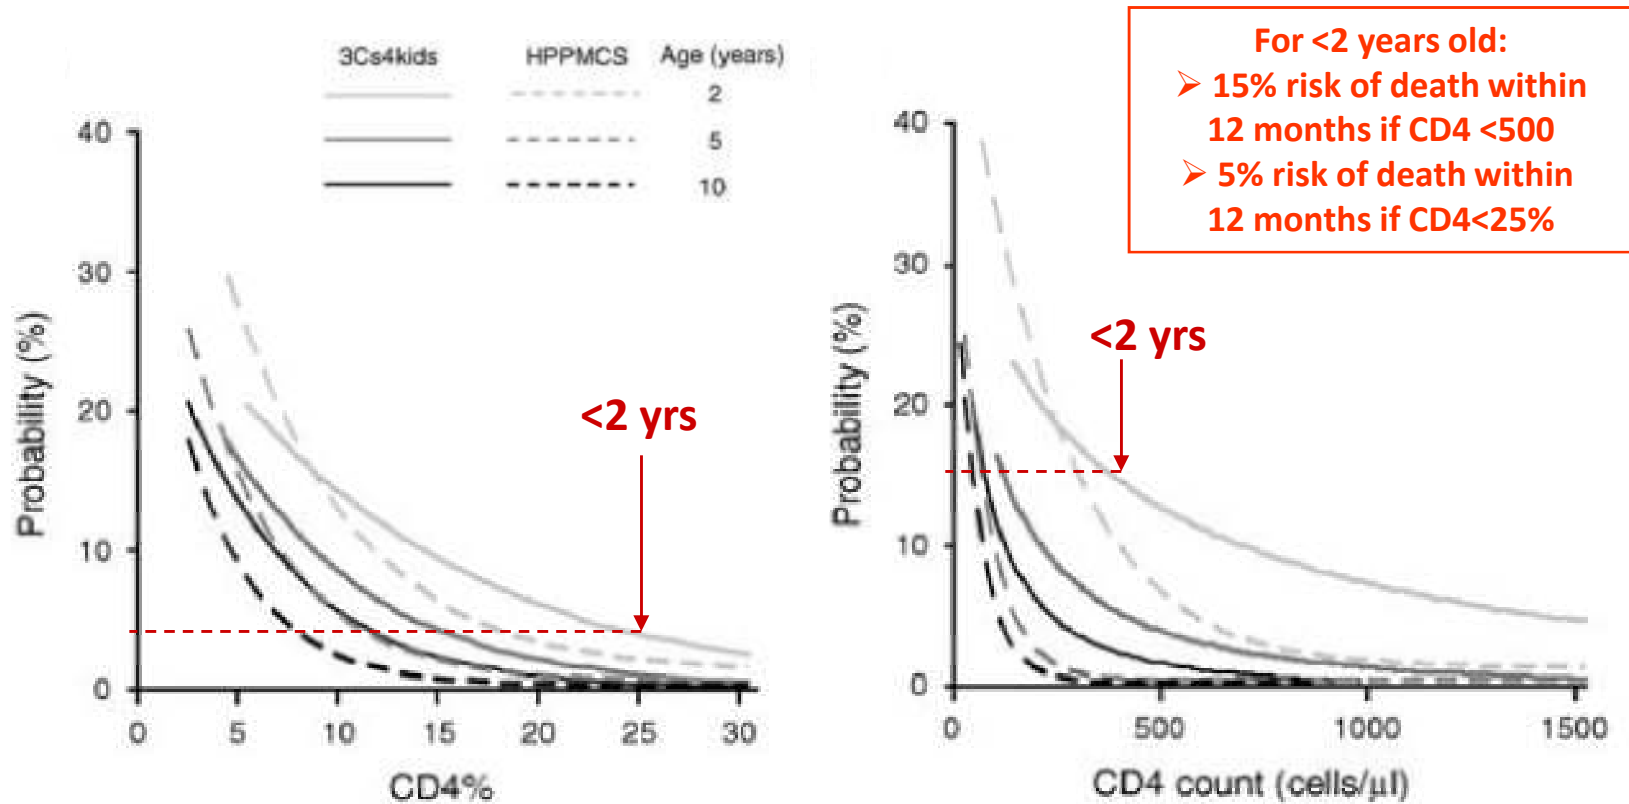 3Cs4kids HPPMCS Age (years)
2
5
10
For <2 years old:
➢ 15% risk of death within
12 months if CD4 <500
➢ 5% risk of death within
12 months if CD4<25%
40
30
20
10
0
Probability (%)
<2 yrs
0 5 10 15 20 25 30
CD4%
40
30
20
10
0
Probability (%)
<2 yrs
0 500 1000 1500
CD4 count (cells/μl)